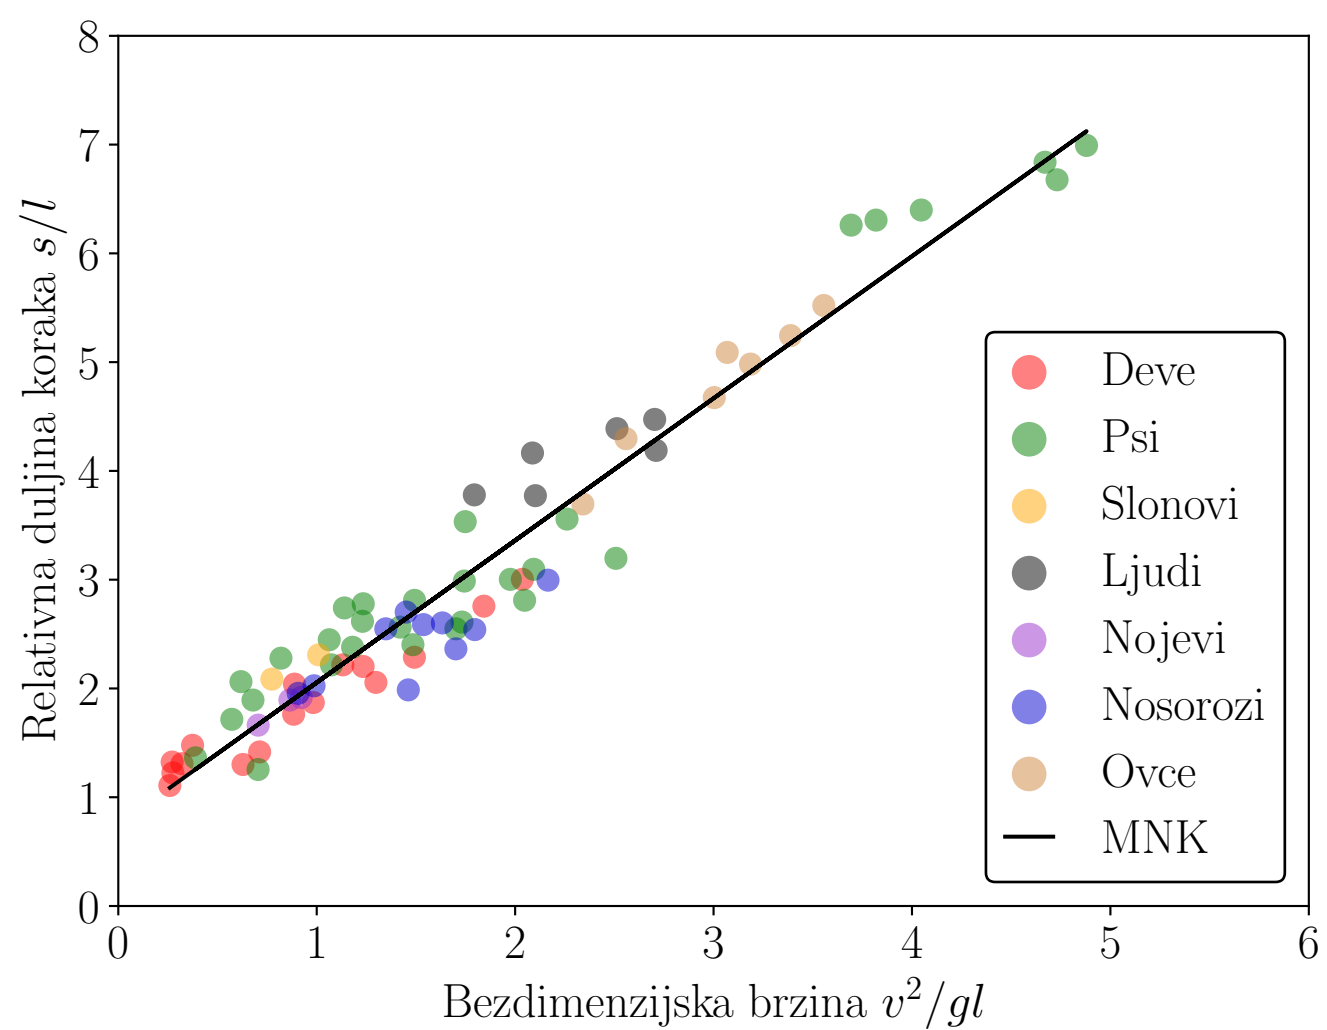 8
7
6
5
4
3
2
1
0
Relativna duljina koraka s/l
Deve
Psi
Slonovi
Ljudi
Nojevi
Nosorozi
Ovce
MNK
0 1 2 3 4 5 6
Bezdimenzijska brzina v²/gl